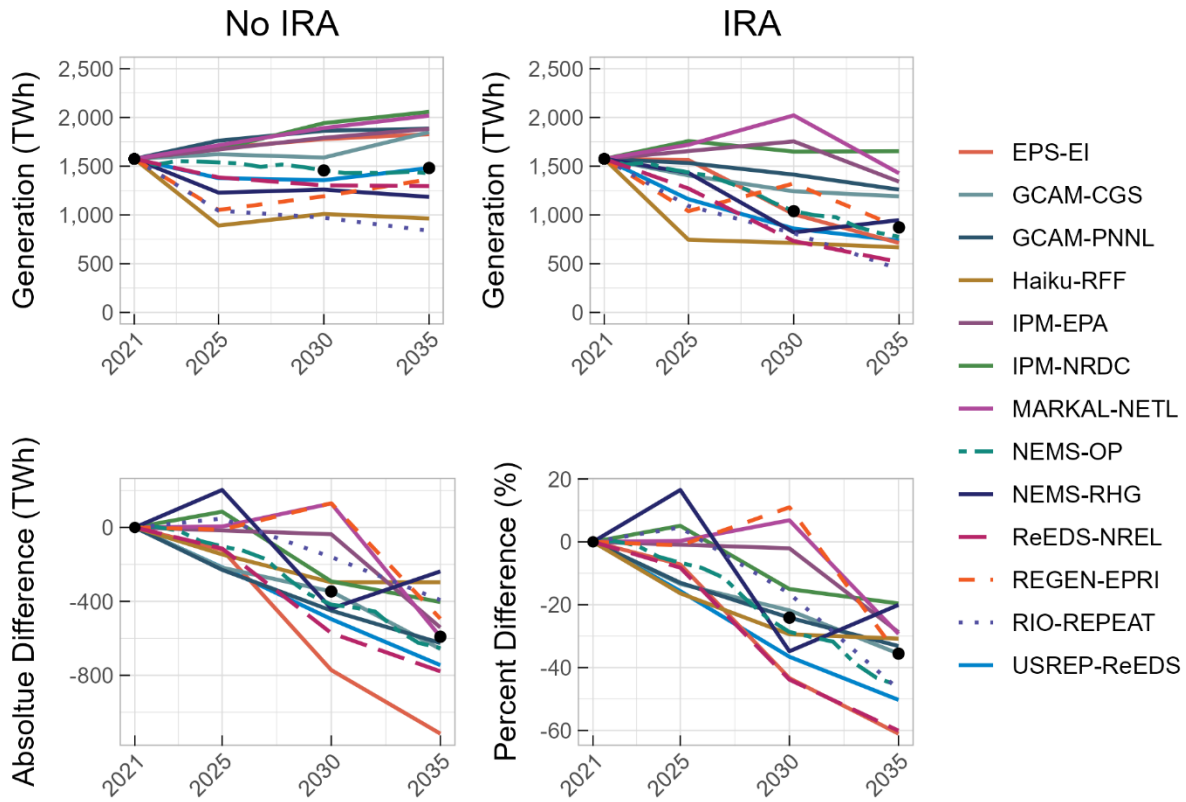 No IRA
IRA
Generation (TWh)
2,500
2,000
1,500
1,000
500
0
2021
2025
2030
2035
Generation (TWh)
2,500
2,000
1,500
1,000
500
0
2021
2025
2030
2035
Absoltue Difference (TWh)
0
-400
-800
2021
2025
2030
2035
Percent Difference (%)
20
0
-20
-40
-60
2021
2025
2030
2035
EPS-EI
GCAM-CGS
GCAM-PNNL
Haiku-RFF
IPM-EPA
IPM-NRDC
MARKAL-NETL
NEMS-OP
NEMS-RHG
ReEDS-NREL
REGEN-EPRI
RIO-REPEAT
USREP-ReEDS